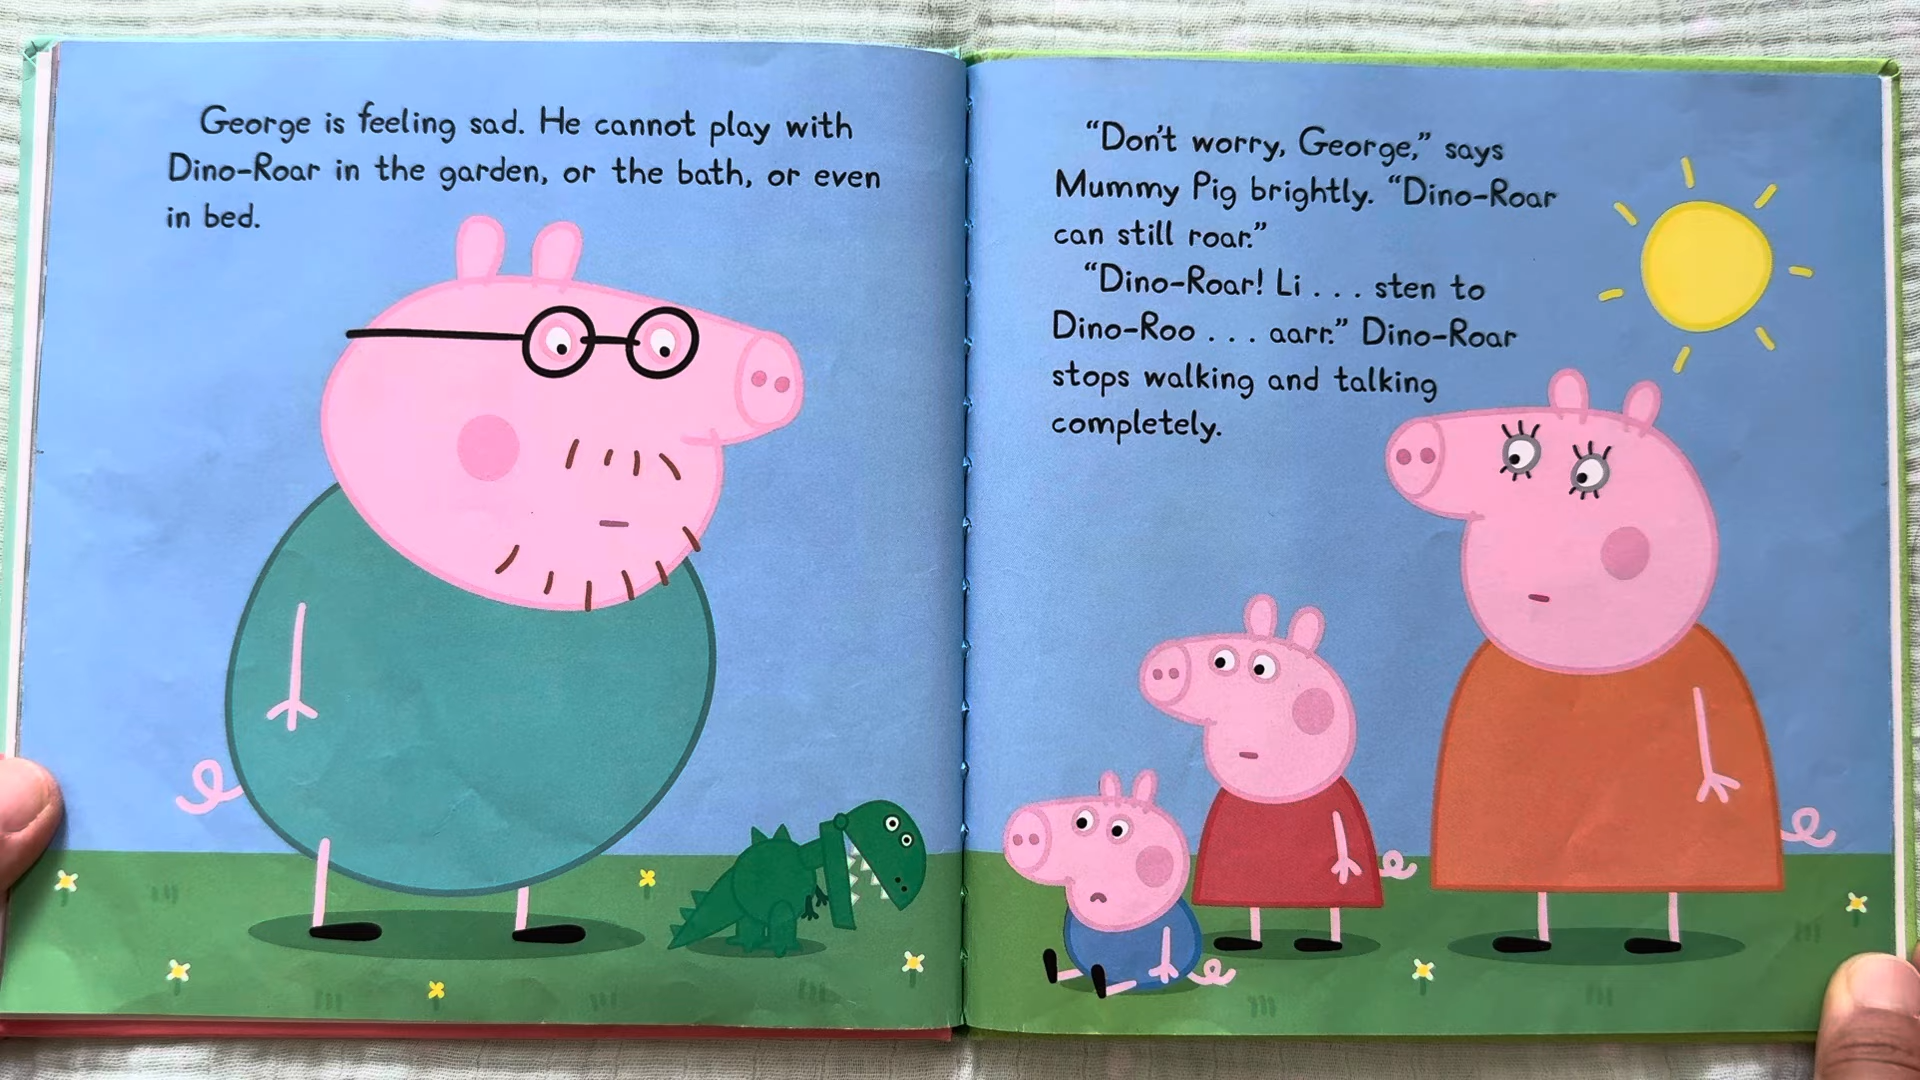 George is feeling sad. He cannot play with
Dino-Roar in the garden, or the bath, or even
in bed.
“Don't worry, George,” says
Mummy Pig brightly. “Dino-Roar
can still roar.”
“Dino-Roar! Li . . . sten to
Dino-Roo . . . aarr.” Dino-Roar
stops walking and talking
completely.